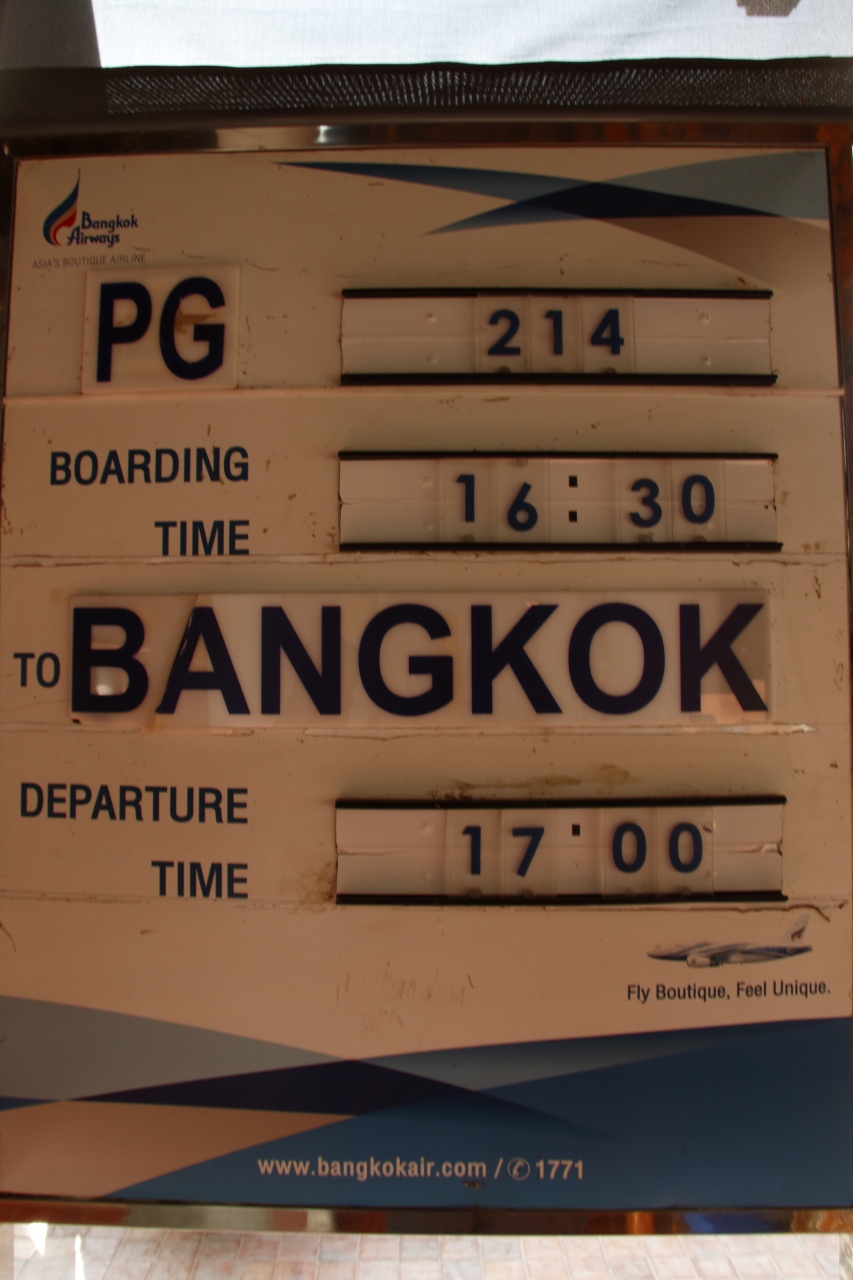 Bangkok
Airways
ASIA'S BOUTIQUE AIRLINE
PG 214
BOARDING
TIME
16:30
TO BANGKOK
DEPARTURE
TIME
17:00
Fly Boutique, Feel Unique.
www.bangkokair.com / ✆ 1771